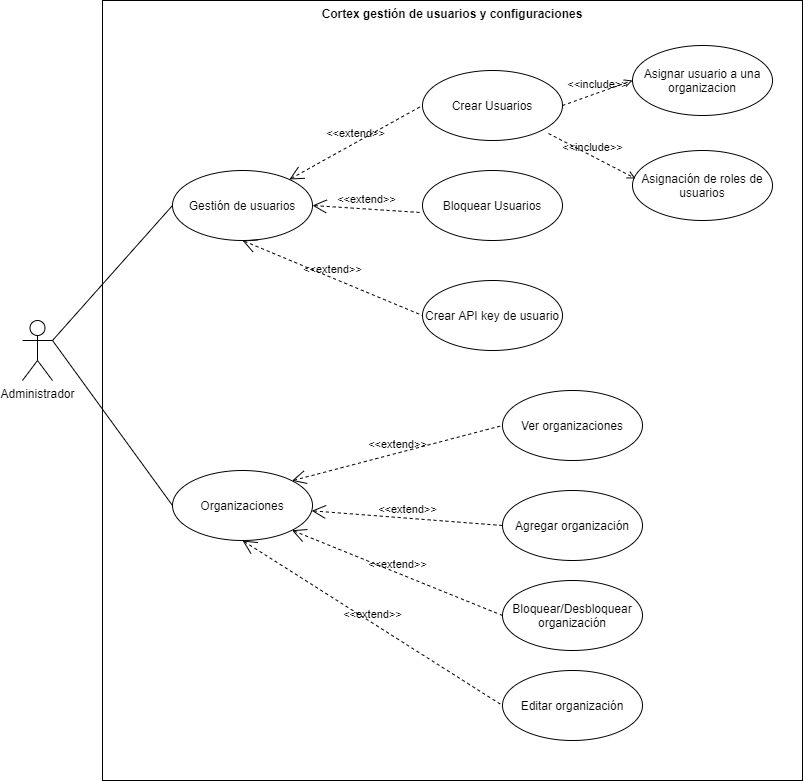 Cortex gestión de usuarios y configuraciones
Asignar usuario a una
organizacion
<<include>>
Crear Usuarios
<<extend>>
<<include>>
Asignación de roles de
usuarios
Gestión de usuarios
<<extend>>
Bloquear Usuarios
<<extend>>
Crear API key de usuario
Administrador
Ver organizaciones
<<extend>>
Organizaciones
<<extend>>
Agregar organización
<<extend>>
Bloquear/Desbloquear
organización
<<extend>>
Editar organización